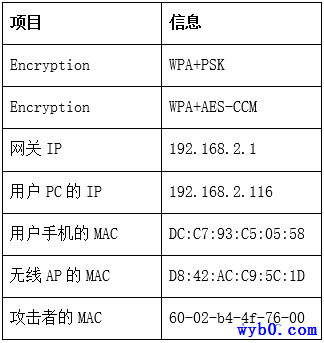 项目 信息
Encryption WPA+PSK
Encryption WPA+AES-CCM
网关 IP 192.168.2.1
用户 PC 的 IP 192.168.2.116
用户手机的 MAC DC:C7:93:C5:05:58
无线 AP 的 MAC D8:42:AC:C9:5C:1D
攻击者的 MAC 60-02-b4-4f-76-00
wyb0.com